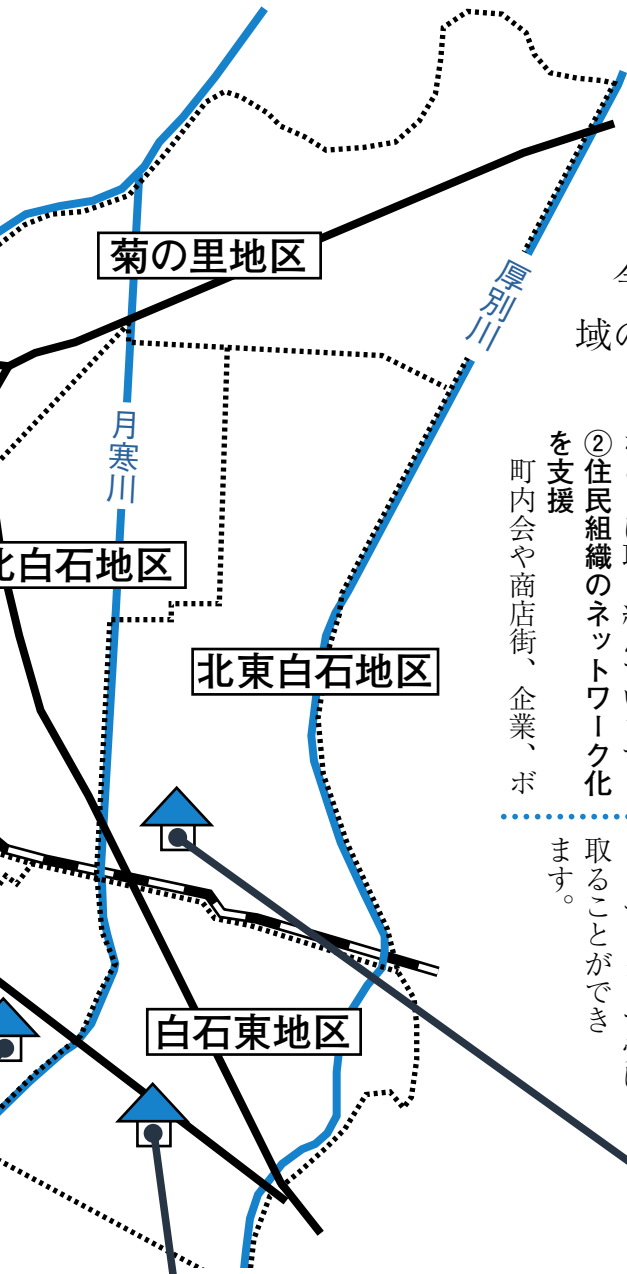 菊の里地区
厚別川
月寒川
北白石地区
北東白石地区
白石東地区
域の
②住民組織のネットワーク化
を支援
町内会や商店街、企業、ボ
取ることができ
ます。